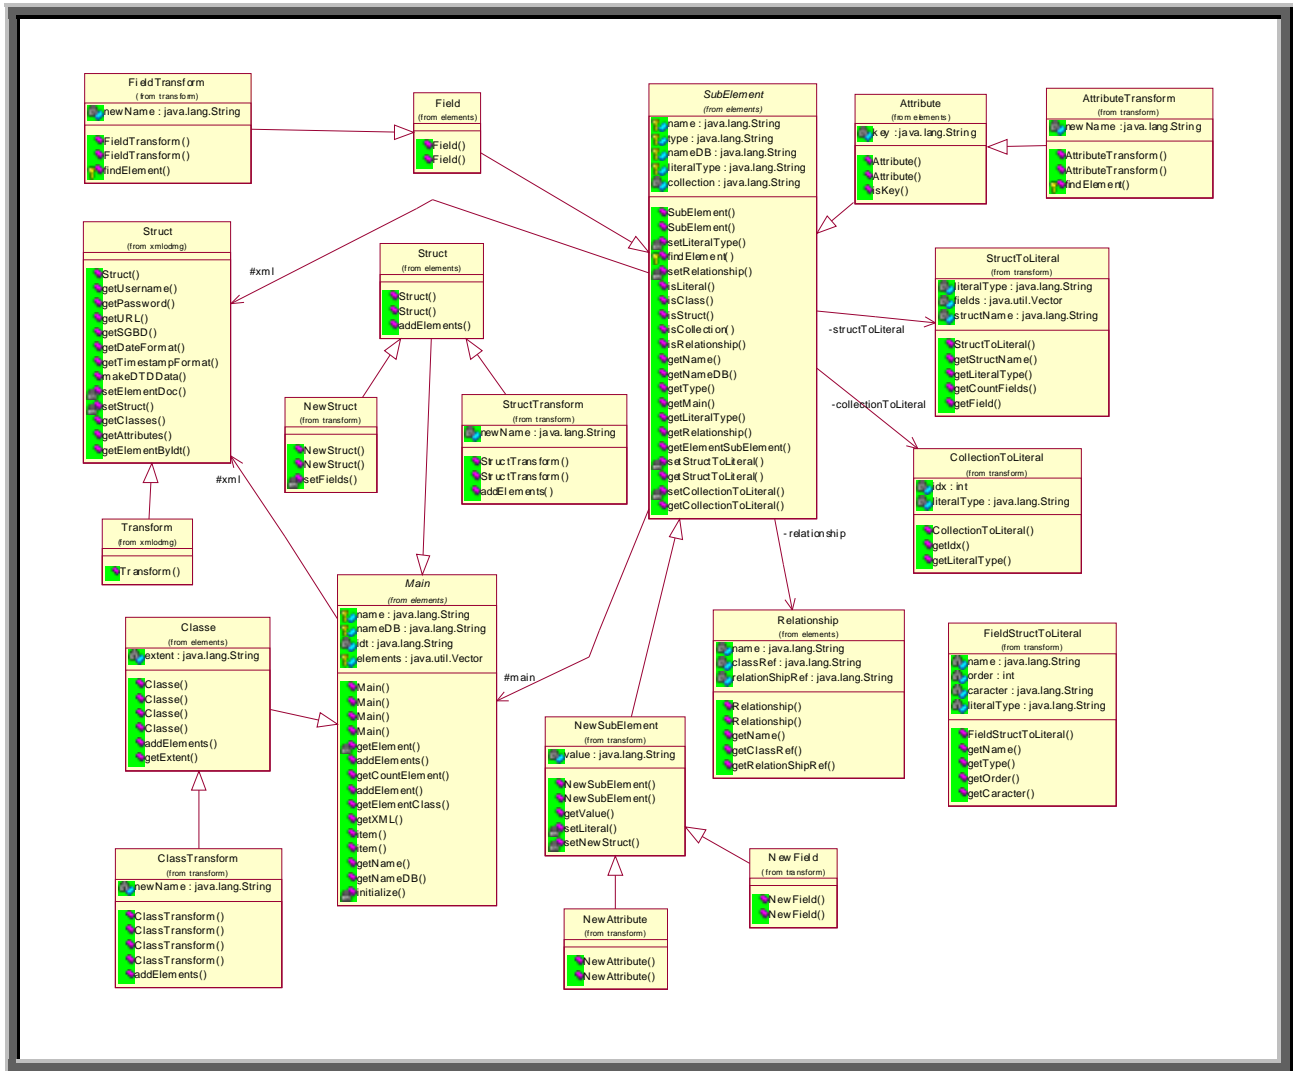 FieldTransform
(from transform)
newName : java.lang.String
FieldTransform()
FieldTransform()
findElement()
Field
(from elements)
Field()
Field()
SubElement
(from elements)
name : java.lang.String
type : java.lang.String
nameDB : java.lang.String
literalType : java.lang.String
collection : java.lang.String
SubElement()
SubElement()
setLiteralType()
findElement()
setRelationship()
isLiteral()
isClass()
isStruct()
isCollection()
isRelationship()
getName()
getNameDB()
getType()
getMain()
getLiteralType()
getRelationship()
getElementSubElement()
setStructToLiteral()
getStructToLiteral()
setCollectionToLiteral()
getCollectionToLiteral()
Attribute
(from elements)
key : java.lang.String
Attribute()
Attribute()
isKey()
AttributeTransform
(from transform)
newName : java.lang.String
AttributeTransform()
AttributeTransform()
findElement()
Struct
(from xmlodmg)
Struct()
getUsername()
getPassword()
getURL()
getSGBD()
getDateFormat()
getTimestampFormat()
makeDTDData()
setElementDoc()
setStruct()
getClasses()
getAttributes()
getElementByIdt()
#xml
Struct
(from elements)
Struct()
Struct()
addElements()
StructToLiteral
(from transform)
literalType : java.lang.String
fields : java.util.Vector
structName : java.lang.String
StructToLiteral()
getStructName()
getLiteralType()
getCountFields()
getField()
-structToLiteral
-collectionToLiteral
NewStruct
(from transform)
NewStruct()
NewStruct()
setFields()
StructTransform
(from transform)
newName : java.lang.String
StructTransform()
StructTransform()
addElements()
CollectionToLiteral
(from transform)
idx : int
literalType : java.lang.String
CollectionToLiteral()
getIdx()
getLiteralType()
#xml
Transform
(from xmlodmg)
Transform()
-relationship
Main
(from elements)
name : java.lang.String
nameDB : java.lang.String
idt : java.lang.String
elements : java.util.Vector
Main()
Main()
Main()
Main()
getElement()
addElements()
getCountElement()
addElement()
getElementClass()
getXML()
item()
item()
getName()
getNameDB()
initialize()
#main
Classe
(from elements)
extent : java.lang.String
Classe()
Classe()
Classe()
Classe()
addElements()
getExtent()
Relationship
(from elements)
name : java.lang.String
classRef : java.lang.String
relationShipRef : java.lang.String
Relationship()
Relationship()
getName()
getClassRef()
getRelationShipRef()
FieldStructToLiteral
(from transform)
name : java.lang.String
order : int
caracter : java.lang.String
literalType : java.lang.String
FieldStructToLiteral()
getName()
getType()
getOrder()
getCaracter()
NewSubElement
(from transform)
value : java.lang.String
NewSubElement()
NewSubElement()
getValue()
setLiteral()
setNewStruct()
ClassTransform
(from transform)
newName : java.lang.String
ClassTransform()
ClassTransform()
ClassTransform()
ClassTransform()
addElements()
NewField
(from transform)
NewField()
NewField()
NewAttribute
(from transform)
NewAttribute()
NewAttribute()